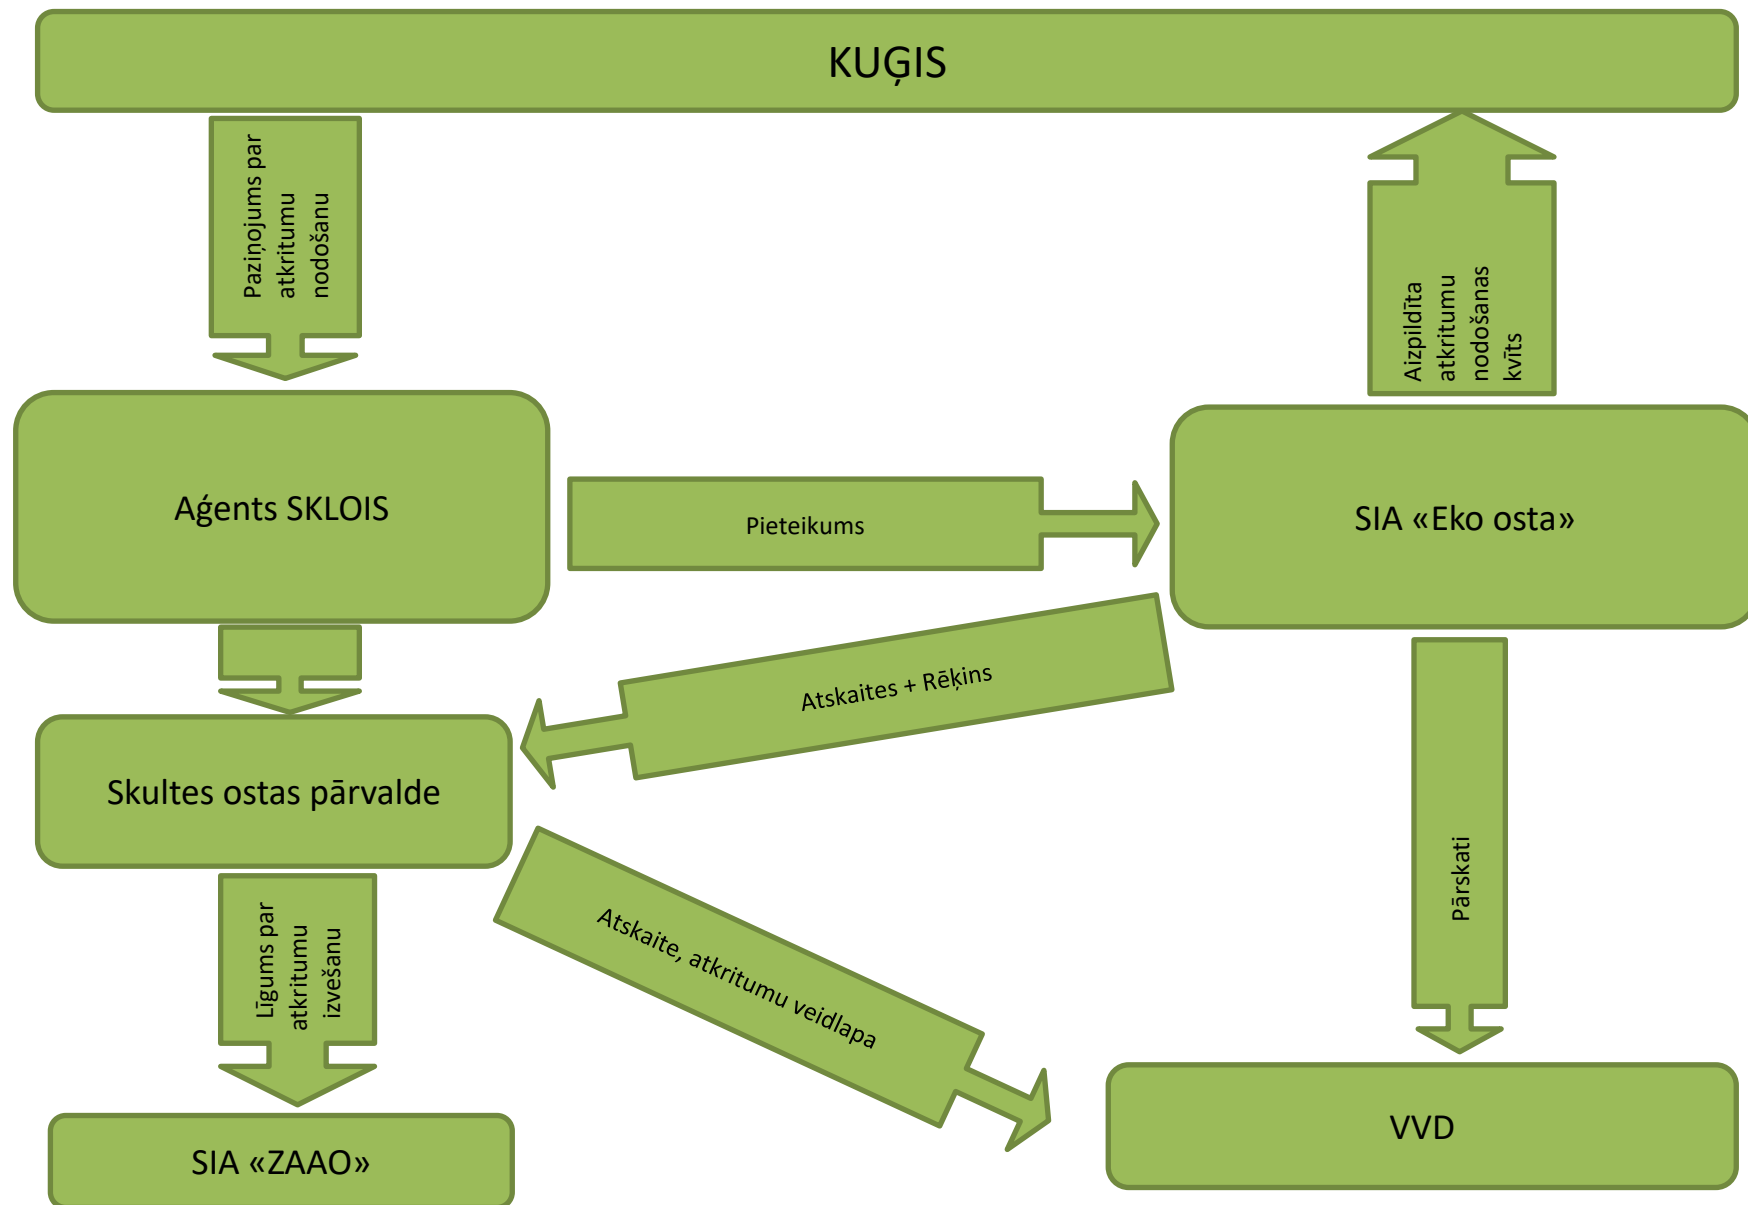 KUĢIS
Paziņojums par
atkritumu
nodošanu
Aizpildīta
atkritumu
nodošanas
kvīts
Aģents SKLOIS
Pieteikums
SIA «Eko osta»
Atskaites + Rēķins
Skultes ostas pārvalde
Pārskati
Līgums par
atkritumu
izvešanu
Atskaite, atkritumu veidlapa
VVD
SIA «ZAAO»